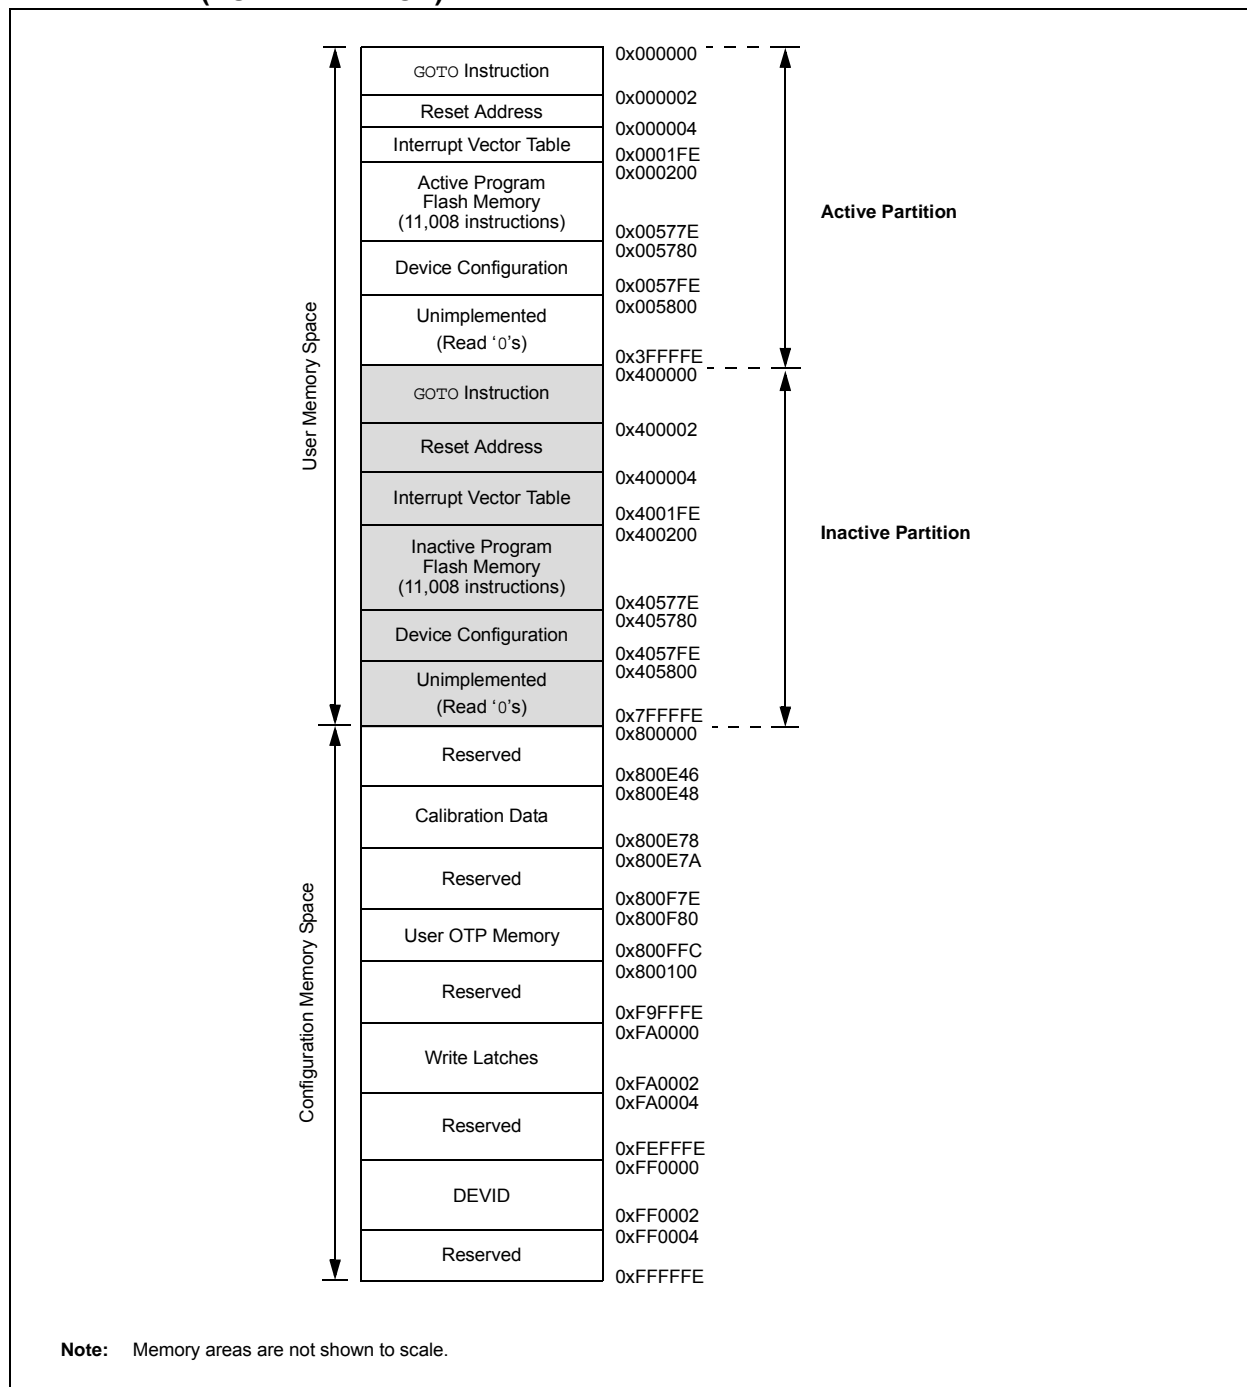 0x000000
GOTO Instruction
0x000002
Reset Address
0x000004
Interrupt Vector Table
0x0001FE
0x000200
Active Program
Flash Memory
(11,008 instructions)
Active Partition
0x00577E
0x005780
Device Configuration
0x0057FE
0x005800
Unimplemented
(Read ‘0’s)
0x3FFFFE
0x400000
User Memory Space
GOTO Instruction
0x400002
Reset Address
0x400004
Interrupt Vector Table
0x4001FE
0x400200
Inactive Partition
Inactive Program
Flash Memory
(11,008 instructions)
0x40577E
0x405780
Device Configuration
0x4057FE
0x405800
Unimplemented
(Read ‘0’s)
0x7FFFFE
0x800000
Reserved
0x800E46
0x800E48
Calibration Data
0x800E78
0x800E7A
Reserved
0x800F7E
0x800F80
User OTP Memory
0x800FFC
0x800100
Configuration Memory Space
Reserved
0xF9FFFE
0xFA0000
Write Latches
0xFA0002
0xFA0004
Reserved
0xFEFFFE
0xFF0000
DEVID
0xFF0002
0xFF0004
Reserved
0xFFFFFE
Note: Memory areas are not shown to scale.